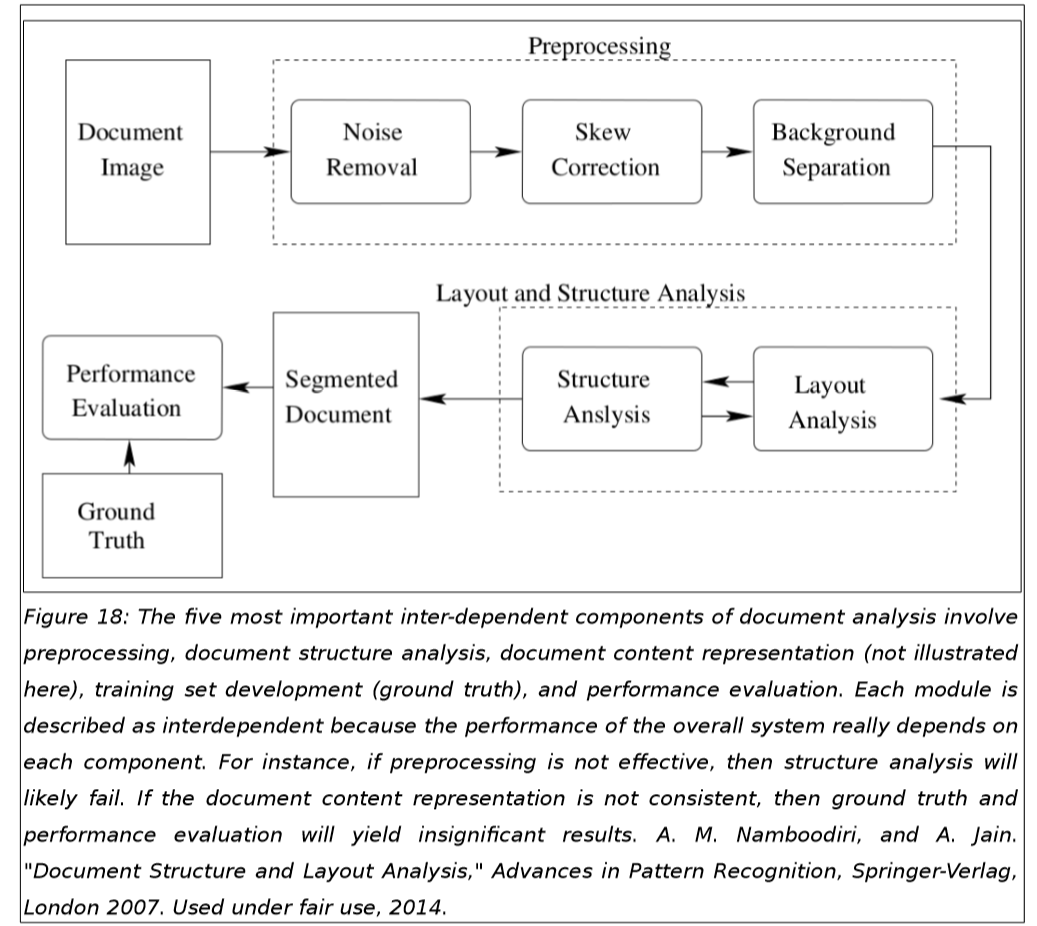 Preprocessing
Document
Image
Noise
Removal
Skew
Correction
Background
Separation
Layout and Structure Analysis
Performance
Evaluation
Segmented
Document
Structure
Anslysis
Layout
Analysis
Ground
Truth
Figure 18: The five most important inter-dependent components of document analysis involve
preprocessing, document structure analysis, document content representation (not illustrated
here), training set development (ground truth), and performance evaluation. Each module is
described as interdependent because the performance of the overall system really depends on
each component. For instance, if preprocessing is not effective, then structure analysis will
likely fail. If the document content representation is not consistent, then ground truth and
performance evaluation will yield insignificant results. A. M. Namboodiri, and A. Jain.
"Document Structure and Layout Analysis," Advances in Pattern Recognition, Springer-Verlag,
London 2007. Used under fair use, 2014.